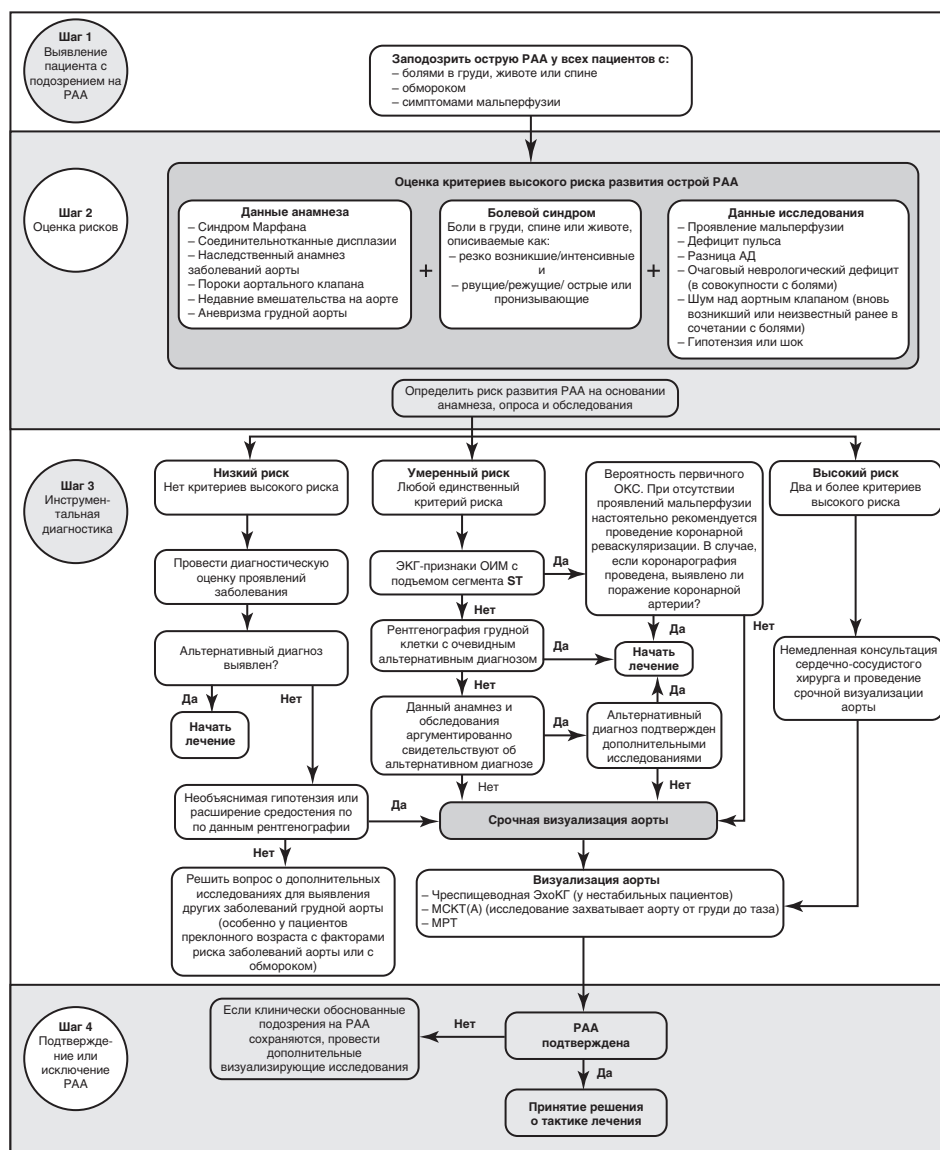 Шаг 1
Выявление
пациента с
подозрением на
РАА
Заподозрить острую РАА у всех пациентов с:
– болями в груди, животе или спине
– обмороком
– симптомами мальперфузии
Шаг 2
Оценка рисков
Оценка критериев высокого риска развития острой РАА
Данные анамнеза
– Синдром Марфана
– Соединительнотканные дисплазии
– Наследственный анамнез
заболеваний аорты
– Пороки аортального клапана
– Недавние вмешательства на аорте
– Аневризма грудной аорты
+
Болевой синдром
Боли в груди, спине или животе,
описываемые как:
– резко возникшие/интенсивные
и
– рвущие/режущие/ острые или
пронизывающие
+
Данные исследования
– Проявление мальперфузии
– Дефицит пульса
– Разница АД
– Очаговый неврологический дефицит
(в совокупности с болями)
– Шум над аортным клапаном (вновь
возникший или неизвестный ранее в
сочетании с болями)
– Гипотензия или шок
Определить риск развития РАА на основании
анамнеза, опроса и обследования
Шаг 3
Инструмен-
тальная
диагностика
Низкий риск
Нет критериев высокого риска
Умеренный риск
Любой единственный
критерий риска
Вероятность первичного
ОКС. При отсутствии
проявлений мальперфузии
настоятельно рекомендуется
проведение коронарной
реваскуляризации. В случае,
если коронарография
проведена, выявлено ли
поражение коронарной
артерии?
Высокий риск
Два и более критериев
высокого риска
Провести диагностическую
оценку проявлений
заболевания
ЭКГ-признаки ОИМ с
подъемом сегмента ST
Да
Нет
Да
Нет
Альтернативный диагноз
выявлен?
Рентгенография грудной
клетки с очевидным
альтернативным диагнозом
Да
Начать
лечение
Немедленная консультация
сердечно-сосудистого
хирурга и проведение
срочной визуализации
аорты
Да
Нет
Нет
Да
Начать
лечение
Данный анамнез и
обследования
аргументированно
свидетельствуют об
альтернативном диагнозе
Да
Альтернативный
диагноз подтвержден
дополнительными
исследованиями
Нет
Нет
Необъяснимая гипотензия или
расширение средостения по
по данным рентгенографии
Да
Срочная визуализация аорты
Нет
Решить вопрос о дополнительных
исследованиях для выявления
других заболеваний грудной аорты
(особенно у пациентов
преклонного возраста с факторами
риска заболеваний аорты или с
обмороком)
Визуализация аорты
– Чреспищеводная ЭхоКГ (у нестабильных пациентов)
– МСКТ(А) (исследование захватывает аорту от груди до таза)
– МРТ
Шаг 4
Подтвержде-
ние или
исключение
РАА
Если клинически обоснованные
подозрения на РАА
сохраняются, провести
дополнительные
визуализирующие исследования
Нет
РАА
подтверждена
Да
Принятие решения
о тактике лечения